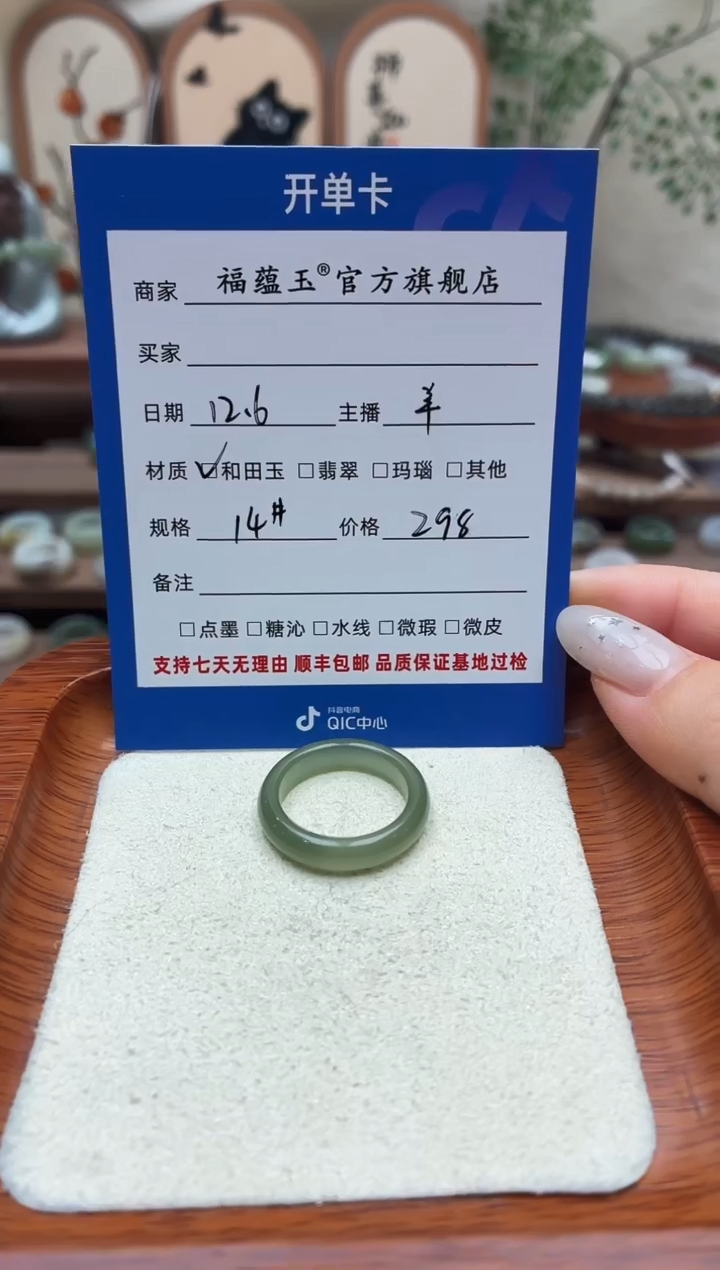 开单卡
商家 福蕴玉®官方旗舰店
买家
日期 12.6 主播 羊
材质 ☑和田玉 □翡翠 □玛瑙 □其他
规格 14# 价格 298
备注
□点墨 □糖沁 □水线 □微瑕 □微皮
支持七天无理由 顺丰包邮 品质保证基地过检
抖音电商
QIC中心